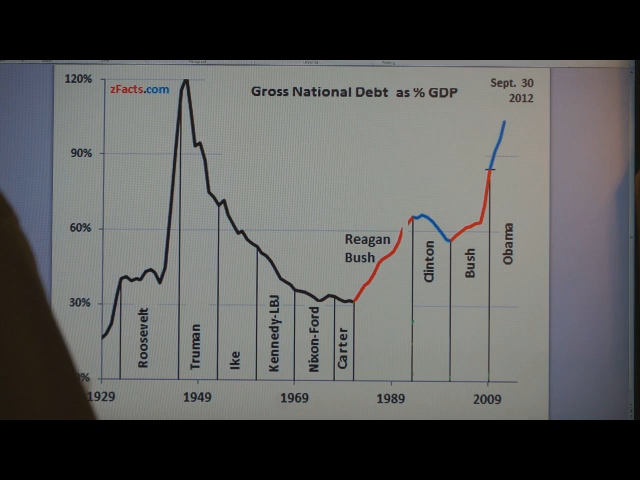 120%
zFacts.com
Gross National Debt as % GDP
Sept. 30
2012
90%
60%
30%
0%
Reagan
Bush
Roosevelt
Truman
Ike
Kennedy-LBJ
Nixon-Ford
Carter
Clinton
Bush
Obama
1929
1949
1969
1989
2009